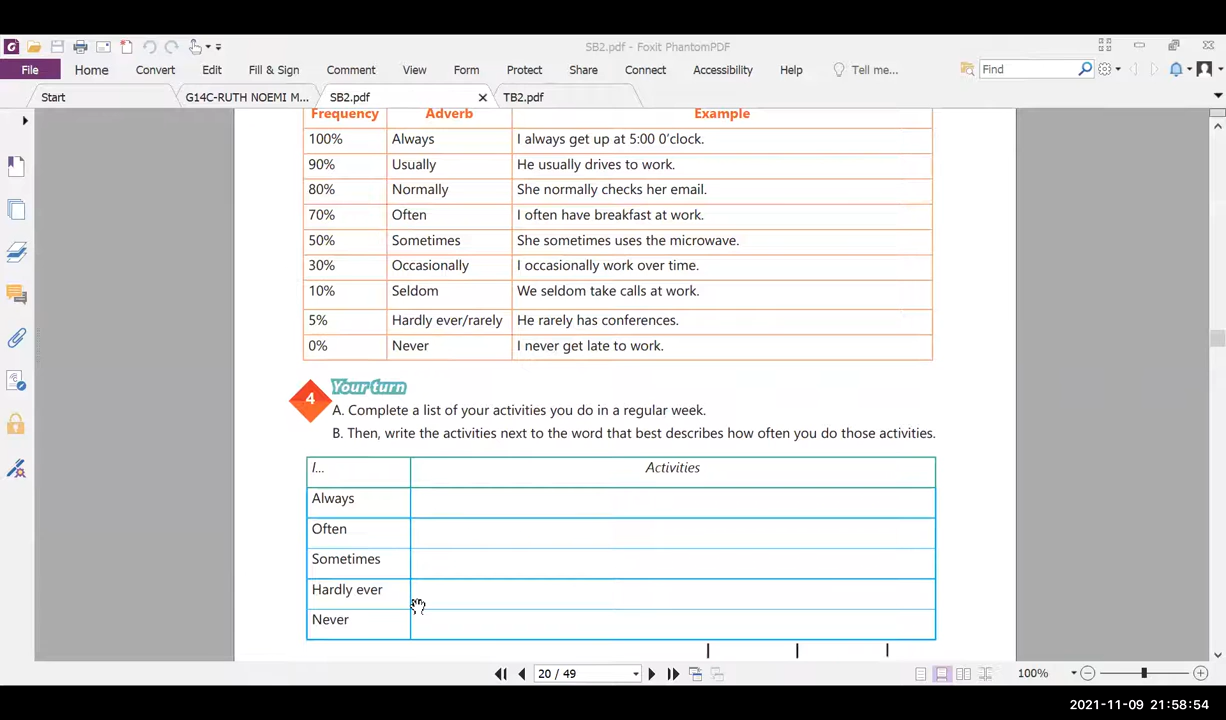 SB2.pdf - Foxit PhantomPDF
File Home Convert Edit Fill & Sign Comment View Form Protect Share Connect Accessibility Help Tell me... Find
Start G14C-RUTH NOEMI M... SB2.pdf TB2.pdf
Frequency Adverb Example
100% Always I always get up at 5:00 0'clock.
90% Usually He usually drives to work.
80% Normally She normally checks her email.
70% Often I often have breakfast at work.
50% Sometimes She sometimes uses the microwave.
30% Occasionally I occasionally work over time.
10% Seldom We seldom take calls at work.
5% Hardly ever/rarely He rarely has conferences.
0% Never I never get late to work.
4 Your turn
A. Complete a list of your activities you do in a regular week.
B. Then, write the activities next to the word that best describes how often you do those activities.
I... Activities
Always
Often
Sometimes
Hardly ever
Never
20 / 49 100%
2021-11-09 21:58:54